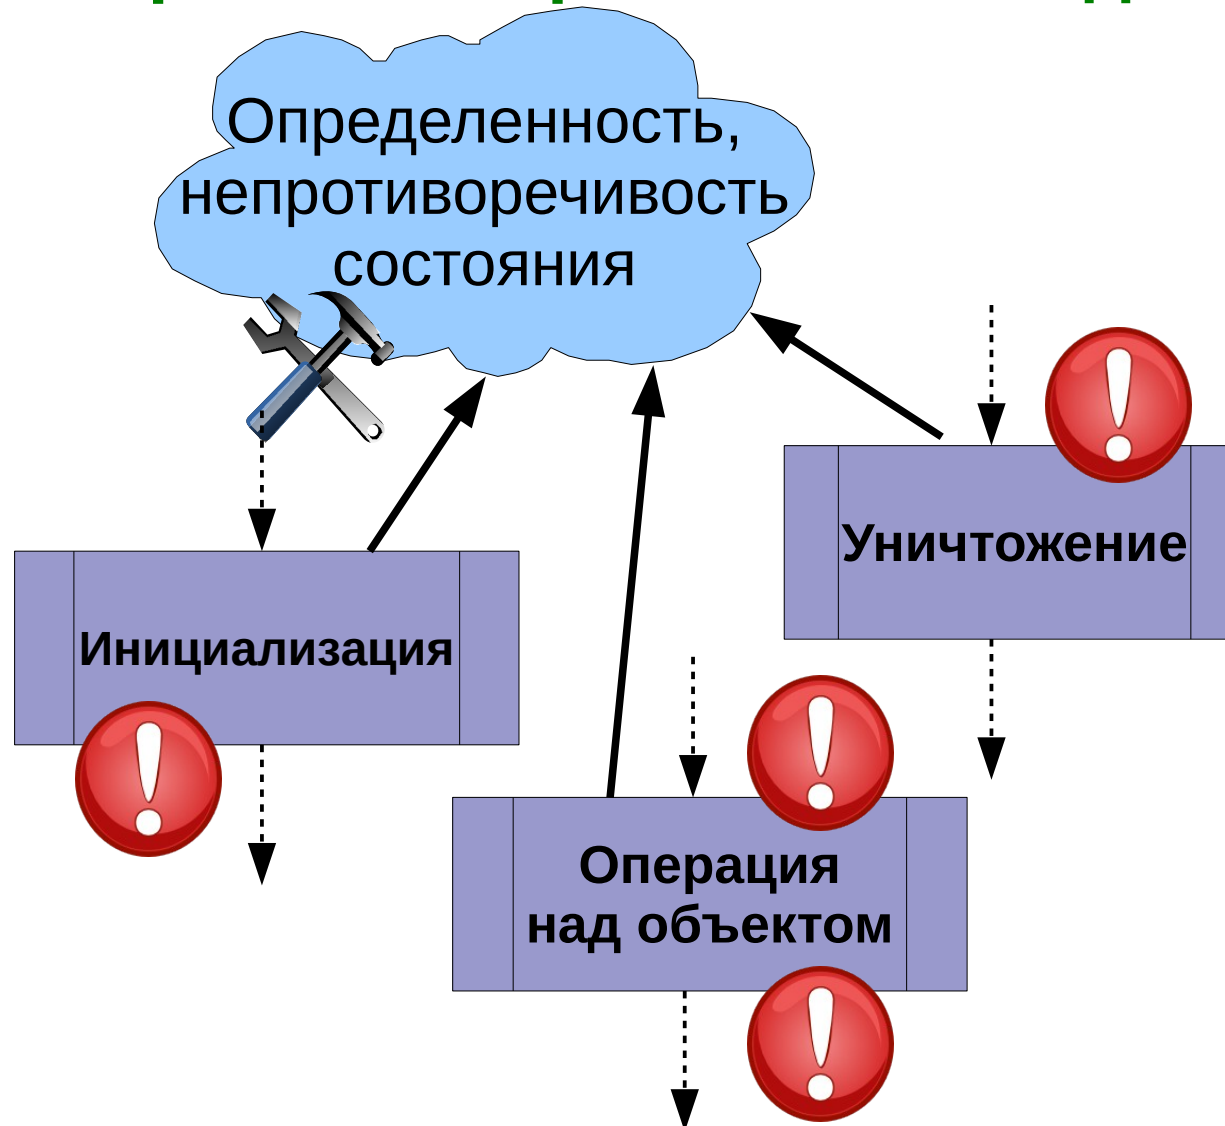 Определенность,
непротиворечивость
состояния
Уничтожение
Инициализация
Операция
над объектом